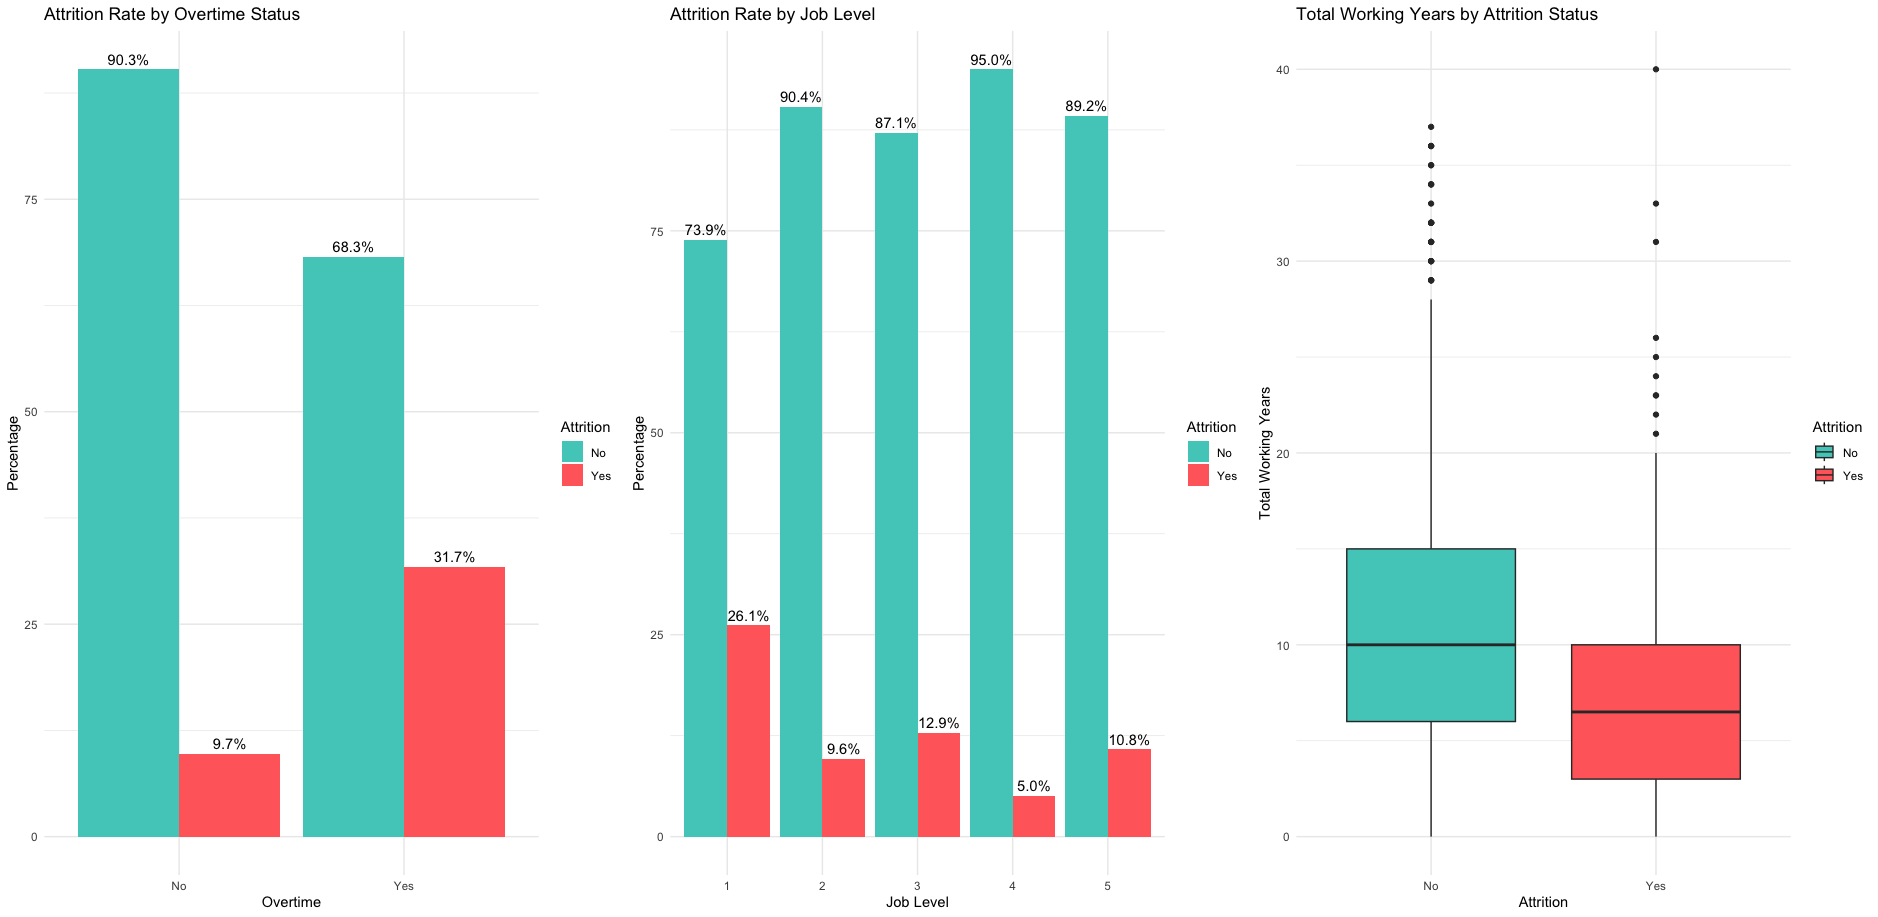 Attrition Rate by Overtime Status
90.3%
68.3%
31.7%
9.7%
75
50
25
0
Percentage
No
Yes
Overtime
Attrition
No
Yes
Attrition Rate by Job Level
95.0%
90.4%
89.2%
87.1%
73.9%
26.1%
12.9%
10.8%
9.6%
5.0%
75
50
25
0
Percentage
1
2
3
4
5
Job Level
Attrition
No
Yes
Total Working Years by Attrition Status
40
30
20
10
0
Total Working Years
No
Yes
Attrition
Attrition
No
Yes